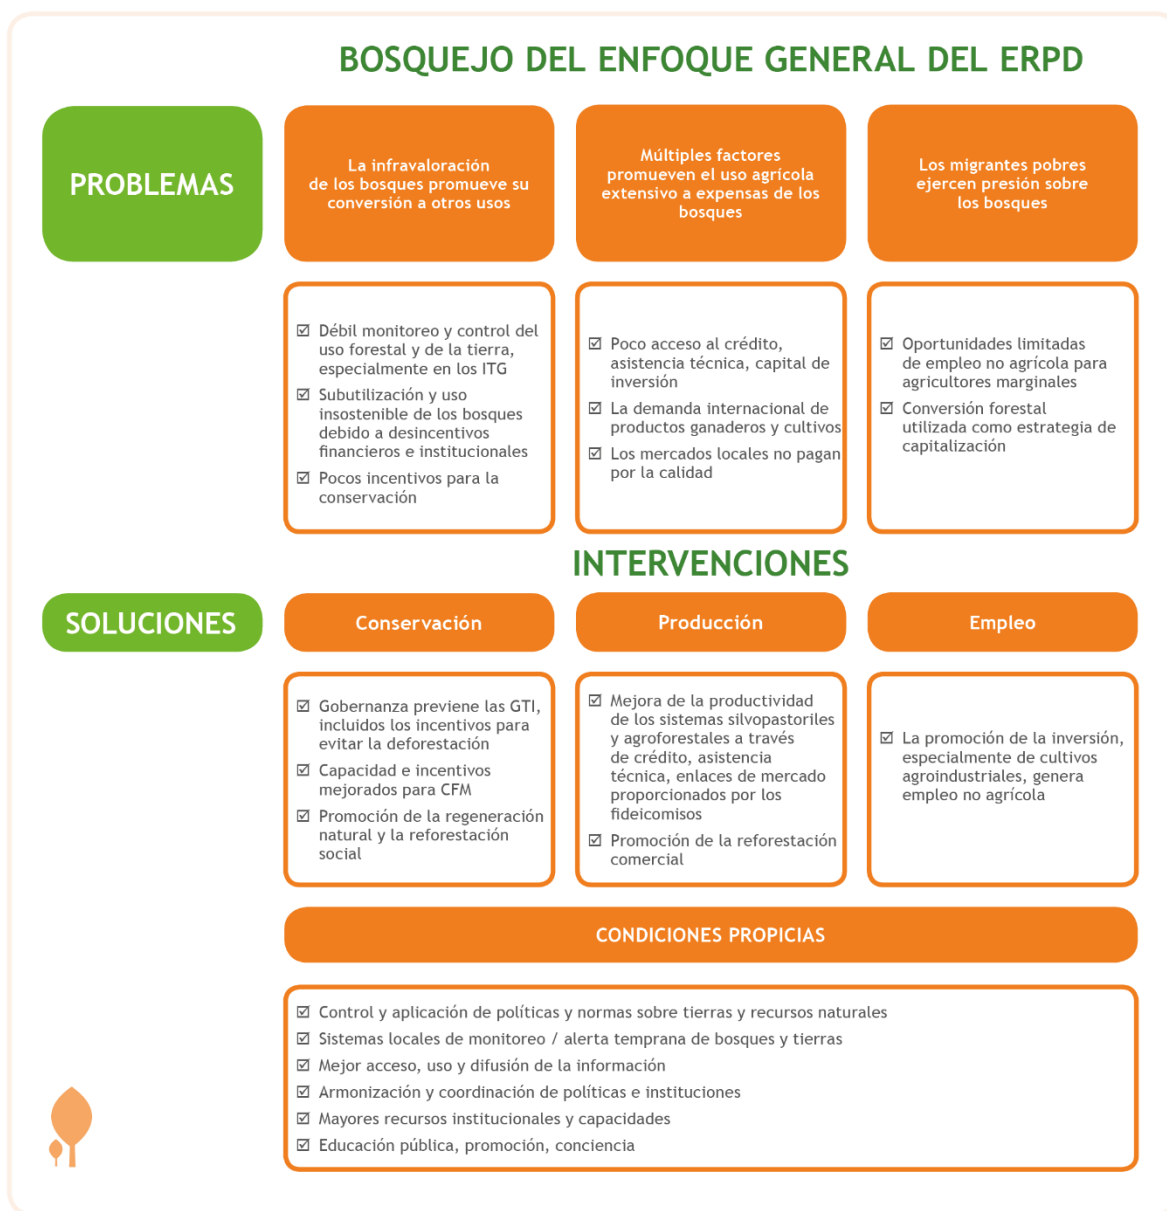 BOSQUEJO DEL ENFOQUE GENERAL DEL ERPD
PROBLEMAS
La infravaloración
de los bosques promueve su
conversión a otros usos
Múltiples factores
promueven el uso agrícola
extensivo a expensas de los
bosques
Los migrantes pobres
ejercen presión sobre
los bosques
☑ Débil monitoreo y control del
uso forestal y de la tierra,
especialmente en los ITG
☑ Subutilización y uso
insostenible de los bosques
debido a desincentivos
financieros e institucionales
☑ Pocos incentivos para la
conservación
☑ Poco acceso al crédito,
asistencia técnica, capital de
inversión
☑ La demanda internacional de
productos ganaderos y cultivos
☑ Los mercados locales no pagan
por la calidad
☑ Oportunidades limitadas
de empleo no agrícola para
agricultores marginales
☑ Conversión forestal
utilizada como estrategia de
capitalización
INTERVENCIONES
SOLUCIONES
Conservación
Producción
Empleo
☑ Gobernanza previene las GTI,
incluidos los incentivos para
evitar la deforestación
☑ Capacidad e incentivos
mejorados para CFM
☑ Promoción de la regeneración
natural y la reforestación
social
☑ Mejora de la productividad
de los sistemas silvopastoriles
y agroforestales a través
de crédito, asistencia
técnica, enlaces de mercado
proporcionados por los
fideicomisos
☑ Promoción de la reforestación
comercial
☑ La promoción de la inversión,
especialmente de cultivos
agroindustriales, genera
empleo no agrícola
CONDICIONES PROPICIAS
☑ Control y aplicación de políticas y normas sobre tierras y recursos naturales
☑ Sistemas locales de monitoreo / alerta temprana de bosques y tierras
☑ Mejor acceso, uso y difusión de la información
☑ Armonización y coordinación de políticas e instituciones
☑ Mayores recursos institucionales y capacidades
☑ Educación pública, promoción, conciencia